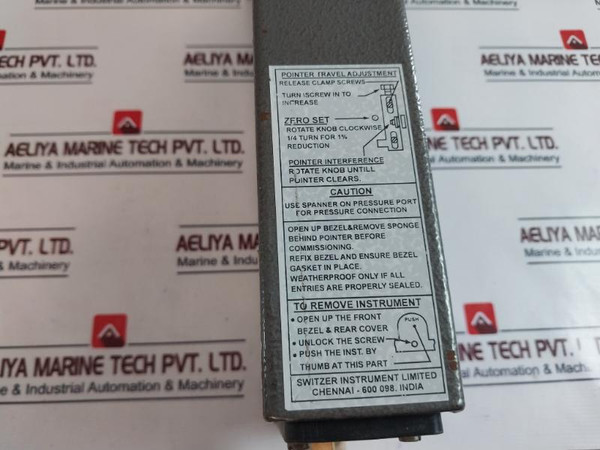 AELIYA MARINE TECH PVT. LTD.
Marine & Industrial Automation & Machinery
POINTER TRAVEL ADJUSTMENT
RELEASE CLAMP SCREWS
TURN SCREW IN TO
INCREASE
ZERO SET
ROTATE KNOB CLOCKWISE
1/4 TURN FOR 1%
REDUCTION
POINTER INTERFERENCE
ROTATE KNOB UNTILL
POINTER CLEARS.
CAUTION
USE SPANNER ON PRESSURE PORT
FOR PRESSURE CONNECTION
OPEN UP BEZEL&REMOVE SPONGE
BEHIND POINTER BEFORE
COMMISSIONING.
REFIX BEZEL AND ENSURE BEZEL
GASKET IN PLACE.
WEATHERPROOF ONLY IF ALL
ENTRIES ARE PROPERLY SEALED.
TO REMOVE INSTRUMENT
• OPEN UP THE FRONT
BEZEL & REAR COVER
• UNLOCK THE SCREW
• PUSH THE INST. BY
THUMB AT THIS PART
PUSH
SWITZER INSTRUMENT LIMITED
CHENNAI - 600 098. INDIA